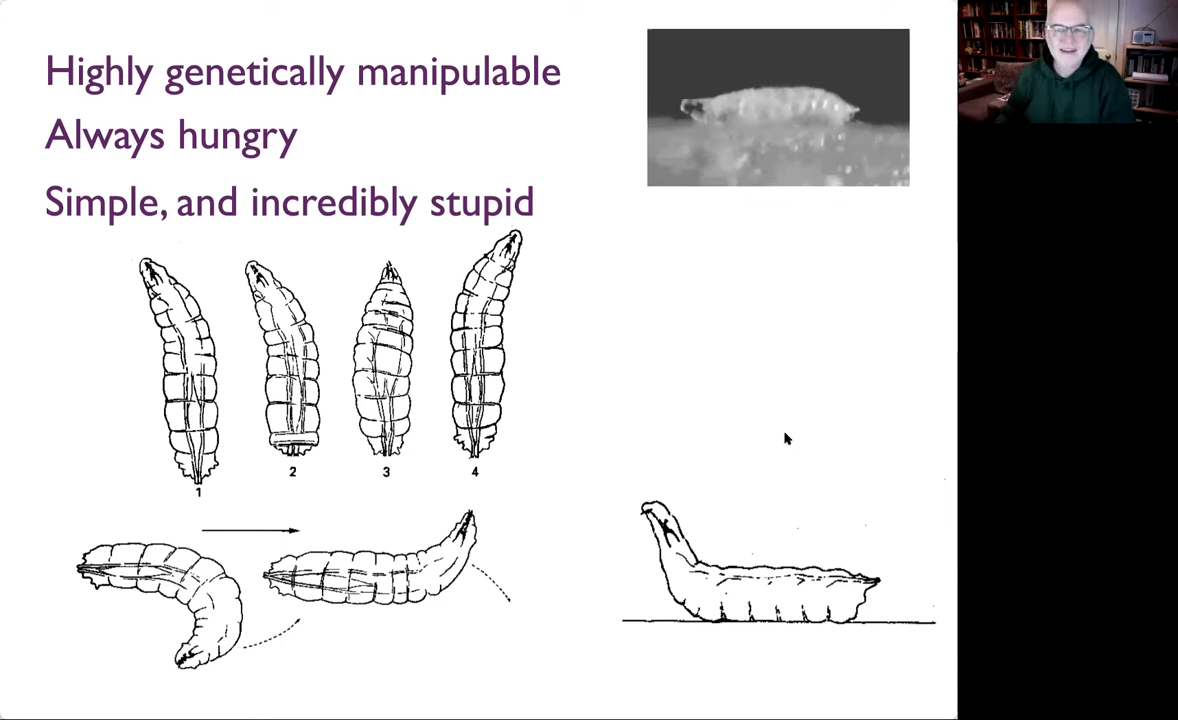 Highly genetically manipulable
Always hungry
Simple, and incredibly stupid
1
2
3
4